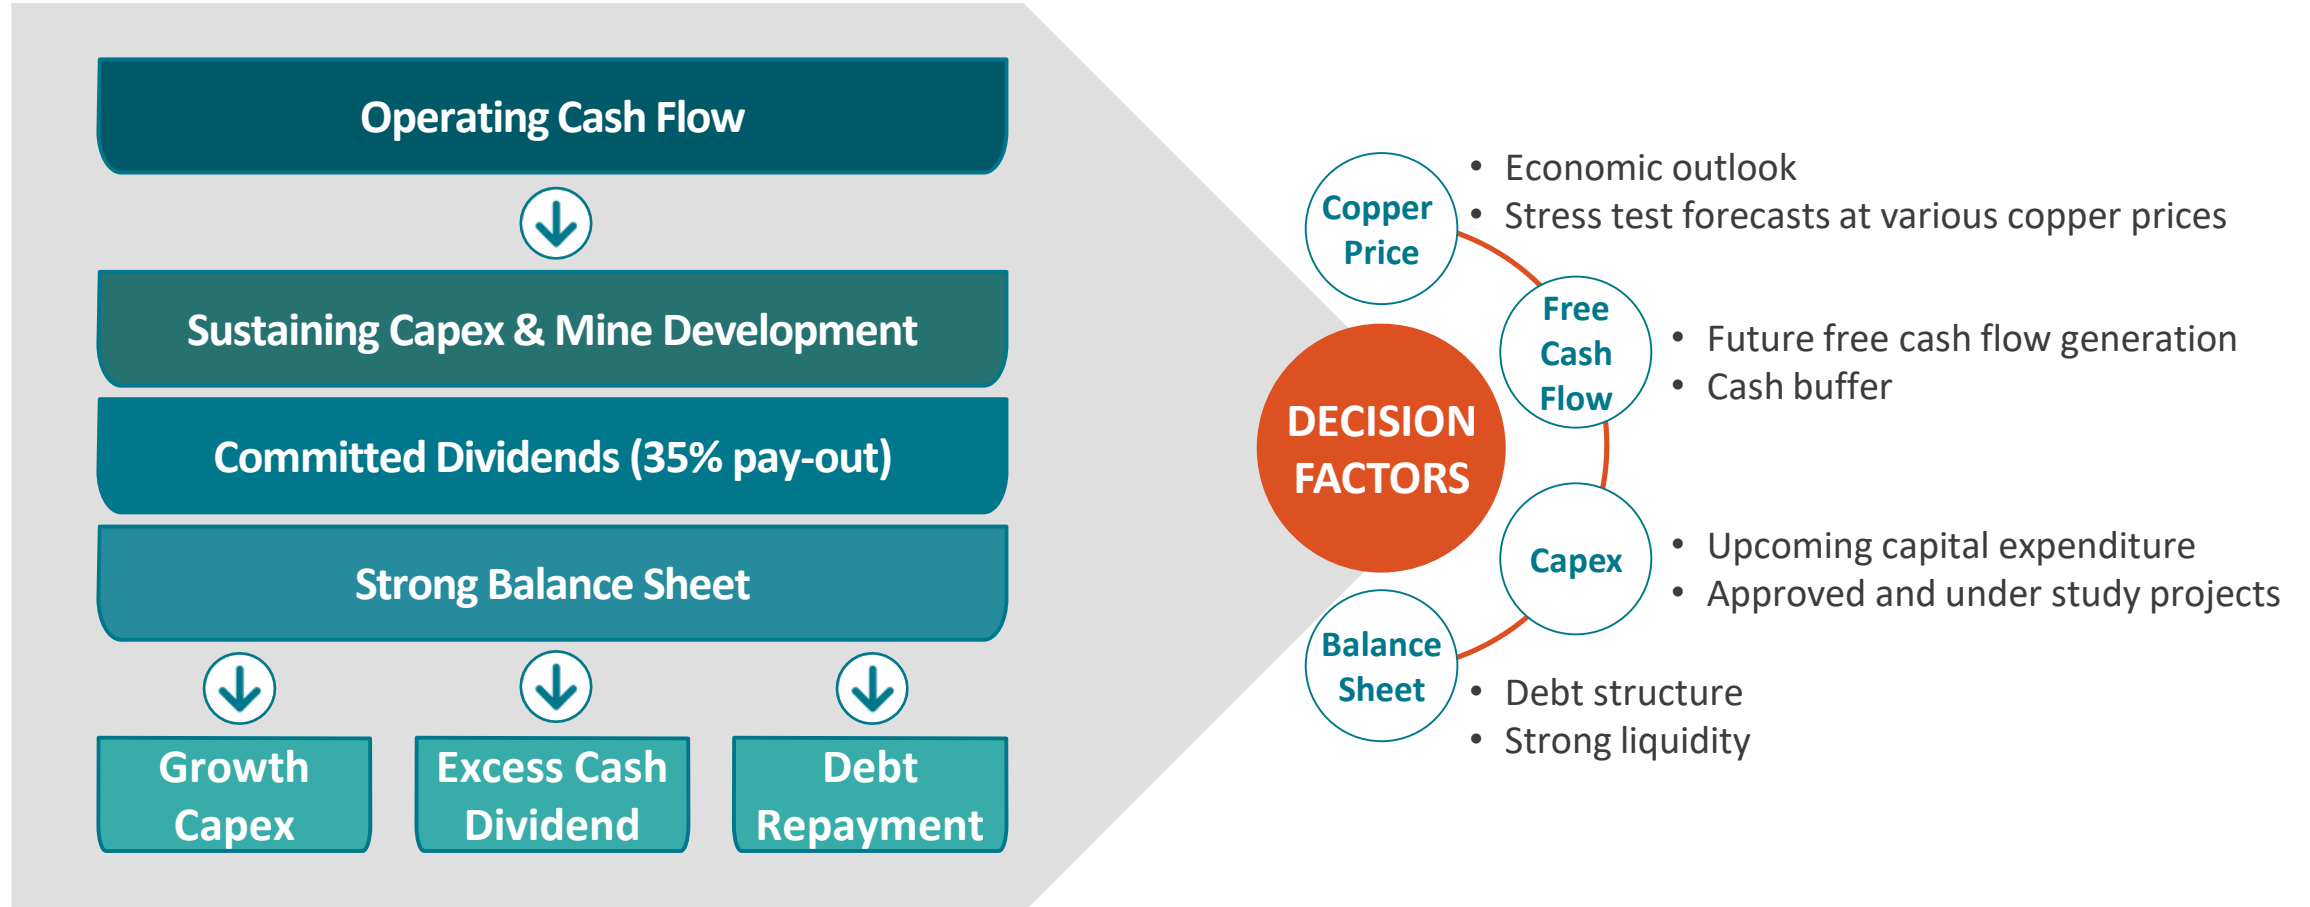 Operating Cash Flow
Sustaining Capex & Mine Development
Committed Dividends (35% pay-out)
Strong Balance Sheet
Growth
Capex
Excess Cash
Dividend
Debt
Repayment
DECISION
FACTORS
Copper
Price
• Economic outlook
• Stress test forecasts at various copper prices
Free
Cash
Flow
• Future free cash flow generation
• Cash buffer
Capex
• Upcoming capital expenditure
• Approved and under study projects
Balance
Sheet
• Debt structure
• Strong liquidity